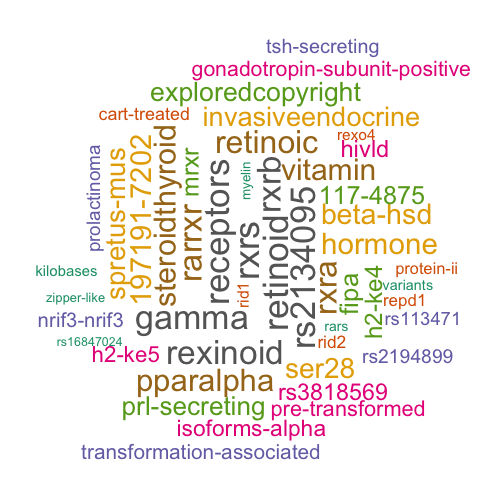 tsh-secreting
gonadotropin-subunit-positive
exploredcopyright
cart-treated
invasiveendocrine
rexo4
retinoic
hivld
prolactinoma
spretus-mus
197191-7202
steroidthyroid
mrxr
rarrxr
receptors
myelin
rxrs
rid1
retinoid
rxrb
rs2134095
vitamin
117-4875
beta-hsd
hormone
rxra
fipa
h2-ke4
protein-ii
variants
repd1
kilobases
zipper-like
nrif3-nrif3
rs16847024
gamma
rars
rid2
rs113471
h2-ke5
rexinoid
rs2194899
ser28
pparalpha
rs3818569
prl-secreting
pre-transformed
isoforms-alpha
transformation-associated